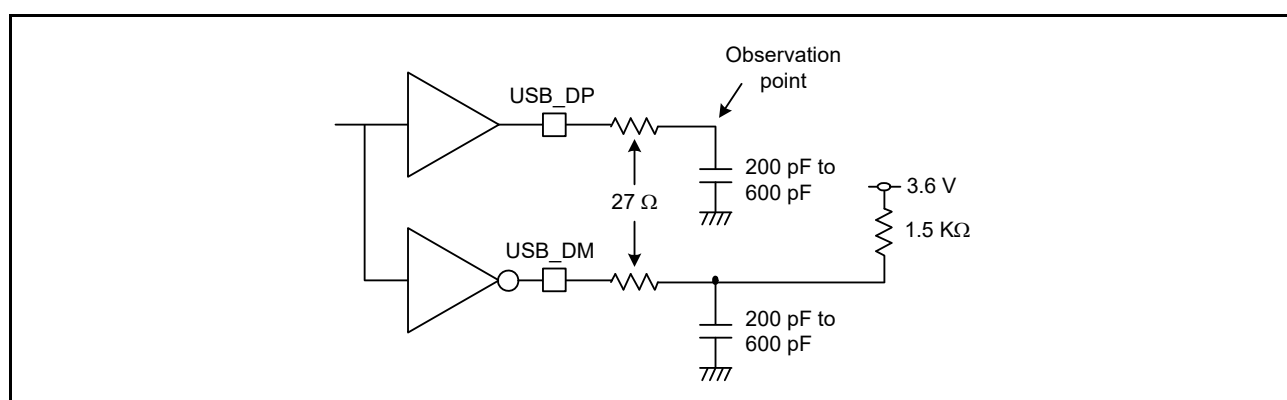 Observation
point
USB_DP
200 pF to
600 pF
3.6 V
27 Ω
1.5 KΩ
USB_DM
200 pF to
600 pF